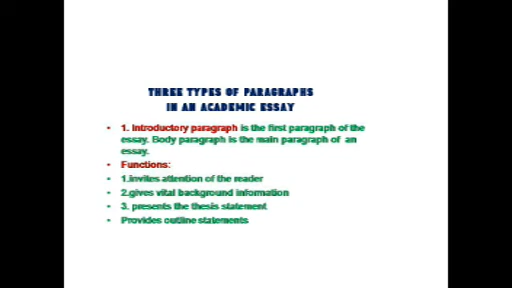 THREE TYPES OF PARAGRAPHS
IN AN ACADEMIC ESSAY
• 1. Introductory paragraph is the first paragraph of the
essay. Body paragraph is the main paragraph of an
essay.
• Functions:
• 1.invites attention of the reader
• 2.gives vital background information
• 3. presents the thesis statement
• Provides outline statements